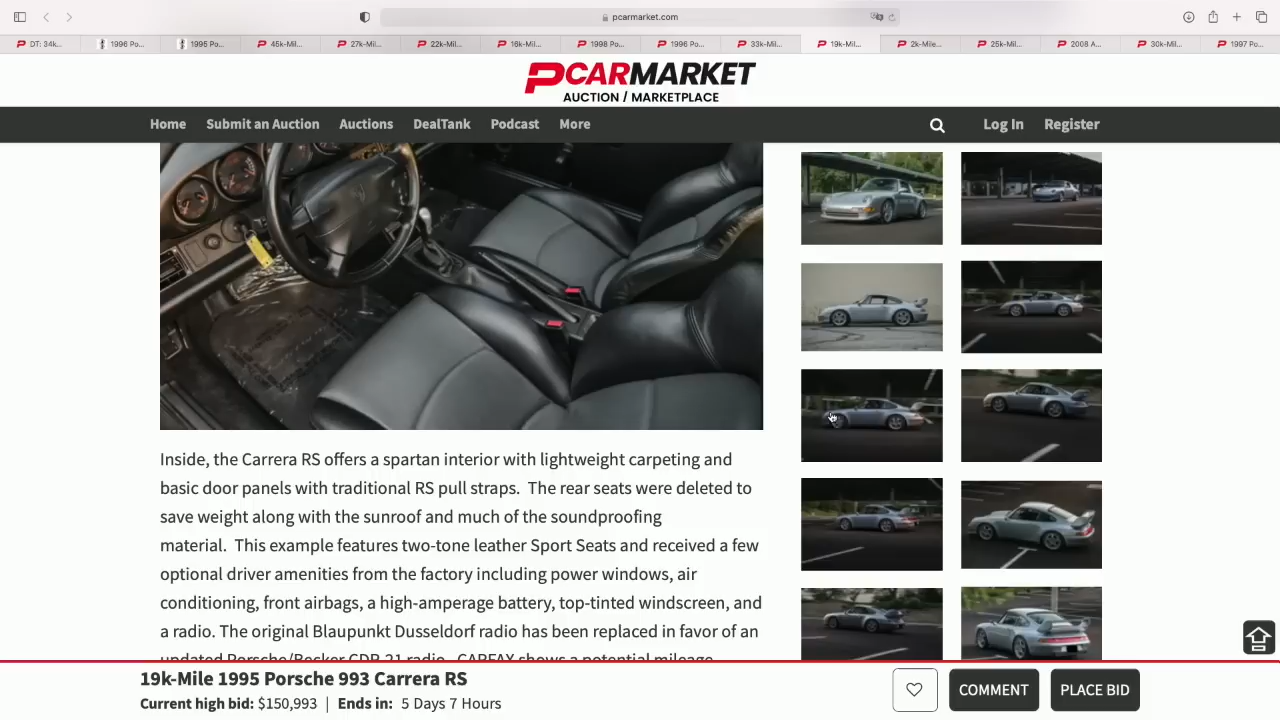 pcarmarket.com
DT: 34k...
1996 Po...
1995 Po...
45k-Mil...
27k-Mil...
22k-Mil...
16k-Mil...
1998 Po...
1996 Po...
33k-Mil...
19k-Mil...
2k-Mile...
25k-Mil...
2008 A...
30k-Mil...
1997 Po...
PCARMARKET
AUCTION / MARKETPLACE
Home
Submit an Auction
Auctions
DealTank
Podcast
More
Log In
Register
Inside, the Carrera RS offers a spartan interior with lightweight carpeting and
basic door panels with traditional RS pull straps. The rear seats were deleted to
save weight along with the sunroof and much of the soundproofing
material. This example features two-tone leather Sport Seats and received a few
optional driver amenities from the factory including power windows, air
conditioning, front airbags, a high-amperage battery, top-tinted windscreen, and
a radio. The original Blaupunkt Dusseldorf radio has been replaced in favor of an
updated Porsche/Becker CDR-21 radio. CARFAX shows a potential mileage
19k-Mile 1995 Porsche 993 Carrera RS
Current high bid: $150,993 | Ends in: 5 Days 7 Hours
COMMENT
PLACE BID